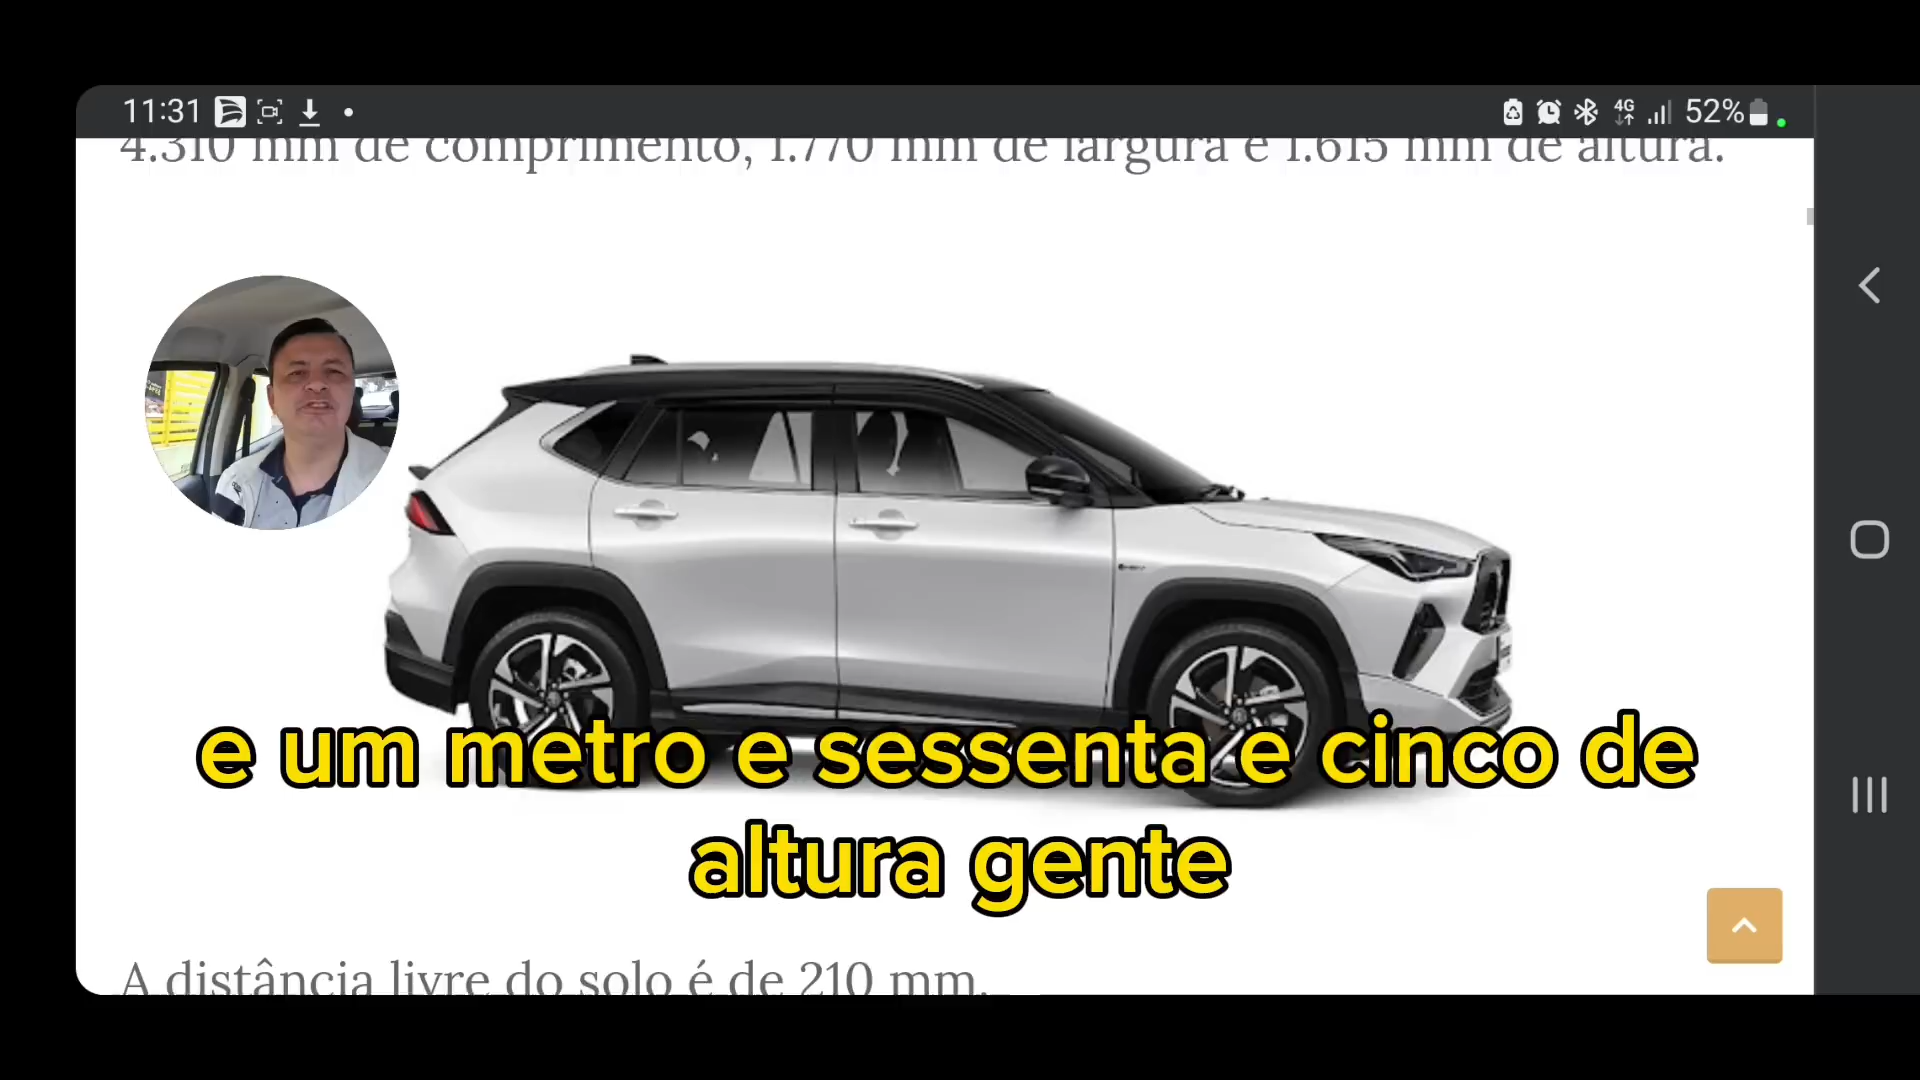 11:31
4G
52%
4.310 mm de comprimento, 1.770 mm de largura e 1.615 mm de altura.
e um metro e sessenta e cinco de
altura gente
A distância livre do solo é de 210 mm.